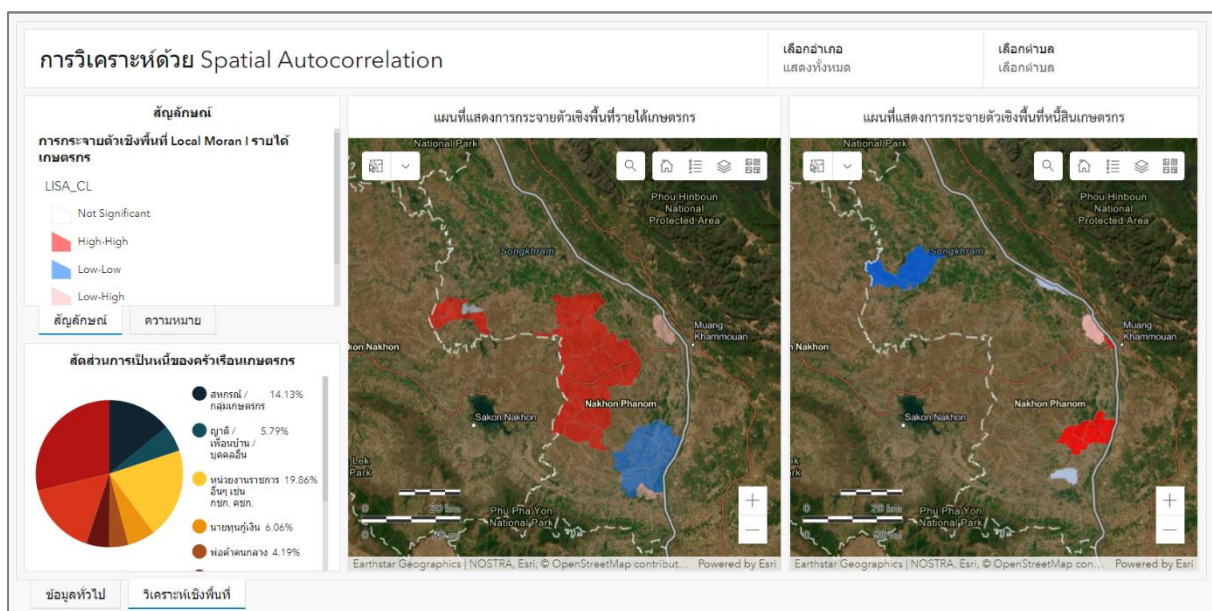 การวิเคราะห์ด้วย Spatial Autocorrelation
เลือกอำเภอ
แสดงทั้งหมด
เลือกตำบล
เลือกตำบล
สัญลักษณ์
การกระจายตัวเชิงพื้นที่ Local Moran I รายได้
เกษตรกร
LISA_CL
Not Significant
High-High
Low-Low
Low-High
สัญลักษณ์
ความหมาย
สัดส่วนการเป็นหนี้ของครัวเรือนเกษตรกร
สหกรณ์ / 14.13%
กลุ่มเกษตรกร
ญาติ / 5.79%
เพื่อนบ้าน /
บุคคลอื่น
หน่วยงานราชการ 19.86%
อื่นๆ เช่น
กขก. คชก.
นายทุนกู้เงิน 6.06%
พ่อค้าคนกลาง 4.19%
แผนที่แสดงการกระจายตัวเชิงพื้นที่รายได้เกษตรกร
National Park
Phou Hinboun
National
Protected Area
Songkhram
Muang
Khammouan
kon Nakhon
Nakhon Phanom
Sakon Nakhon
Lek
Park
Phu Pha Yon
National Park
0 20 km
0 20 mi
Earthstar Geographics | NOSTRA, Esri, © OpenStreetMap contribut... Powered by Esri
แผนที่แสดงการกระจายตัวเชิงพื้นที่หนี้สินเกษตรกร
National Park
Phou Hinboun
National
Protected Area
Songkhram
Muang
Khammouan
kon Nakhon
Nakhon Phanom
Sakon Nakhon
Lek
Park
Phu Pha Yon
National Park
0 20 km
0 20 mi
Earthstar Geographics | NOSTRA, Esri, © OpenStreetMap con... Powered by Esri
ข้อมูลทั่วไป
วิเคราะห์เชิงพื้นที่